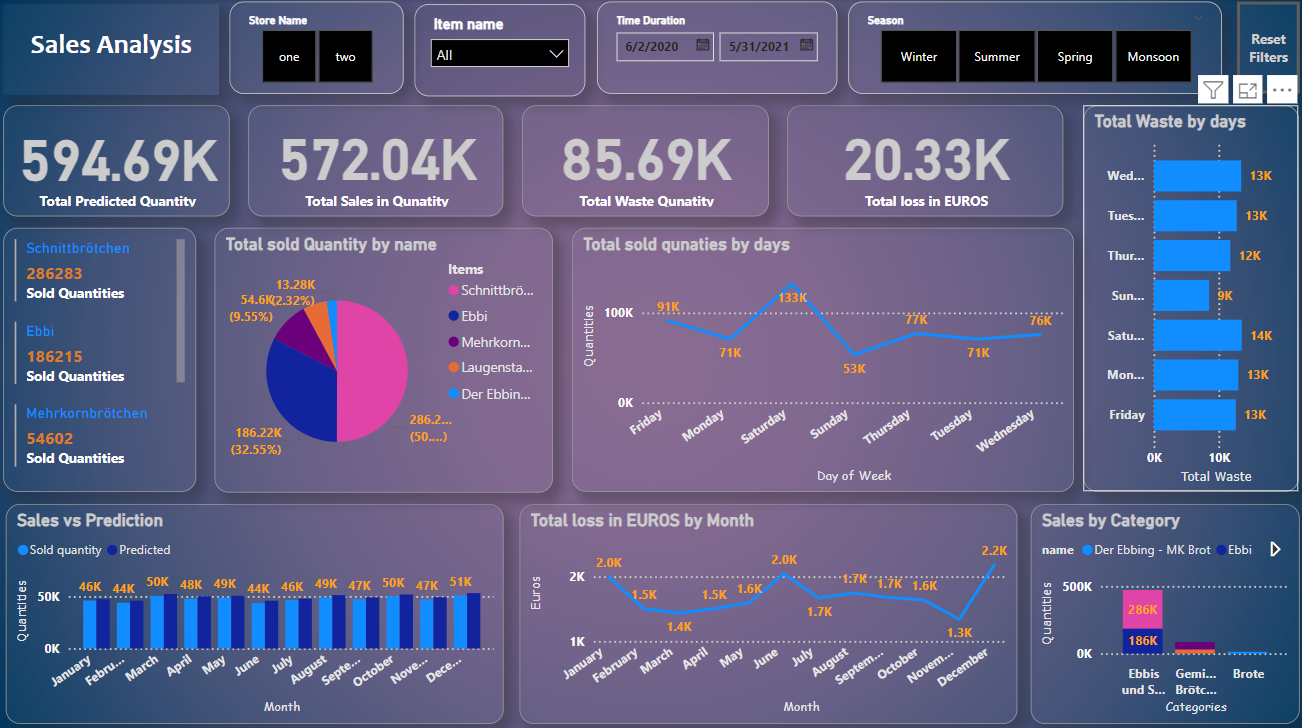 Sales Analysis
Store Name
one
two
Item name
All
Time Duration
6/2/2020
5/31/2021
Season
Winter
Summer
Spring
Monsoon
Reset
Filters
594.69K
Total Predicted Quantity
572.04K
Total Sales in Qunatity
85.69K
Total Waste Qunatity
20.33K
Total loss in EUROS
Total Waste by days
Wed...
13K
Tues...
13K
Thur...
12K
Sun...
9K
Satu...
14K
Mon...
13K
Friday
13K
0K
10K
Total Waste
Schnittbrötchen
286283
Sold Quantities
Ebbi
186215
Sold Quantities
Mehrkornbrötchen
54602
Sold Quantities
Total sold Quantity by name
13.28K
(2.32%)
54.6K
(9.55%)
186.22K
(32.55%)
286.2...
(50....)
Items
Schnittbrö...
Ebbi
Mehrkorn...
Laugensta...
Der Ebbin...
Total sold qunaties by days
Quantities
100K
0K
91K
71K
133K
53K
77K
71K
76K
Friday
Monday
Saturday
Sunday
Thursday
Tuesday
Wednesday
Day of Week
Sales vs Prediction
Sold quantity
Predicted
Quantities
50K
0K
46K
44K
50K
48K
49K
44K
46K
49K
47K
50K
47K
51K
January
Febru...
March
April
May
June
July
August
Septe...
October
Nove...
Dece...
Month
Total loss in EUROS by Month
Euros
2K
1K
2.0K
1.5K
1.4K
1.5K
1.6K
2.0K
1.7K
1.7K
1.7K
1.6K
1.3K
2.2K
January
February
March
April
May
June
July
August
Septem...
October
Novem...
December
Month
Sales by Category
name
Der Ebbing - MK Brot
Ebbi
Quantities
500K
0K
286K
186K
Ebbis
und S...
Gemi...
Brötc...
Brote
Categories